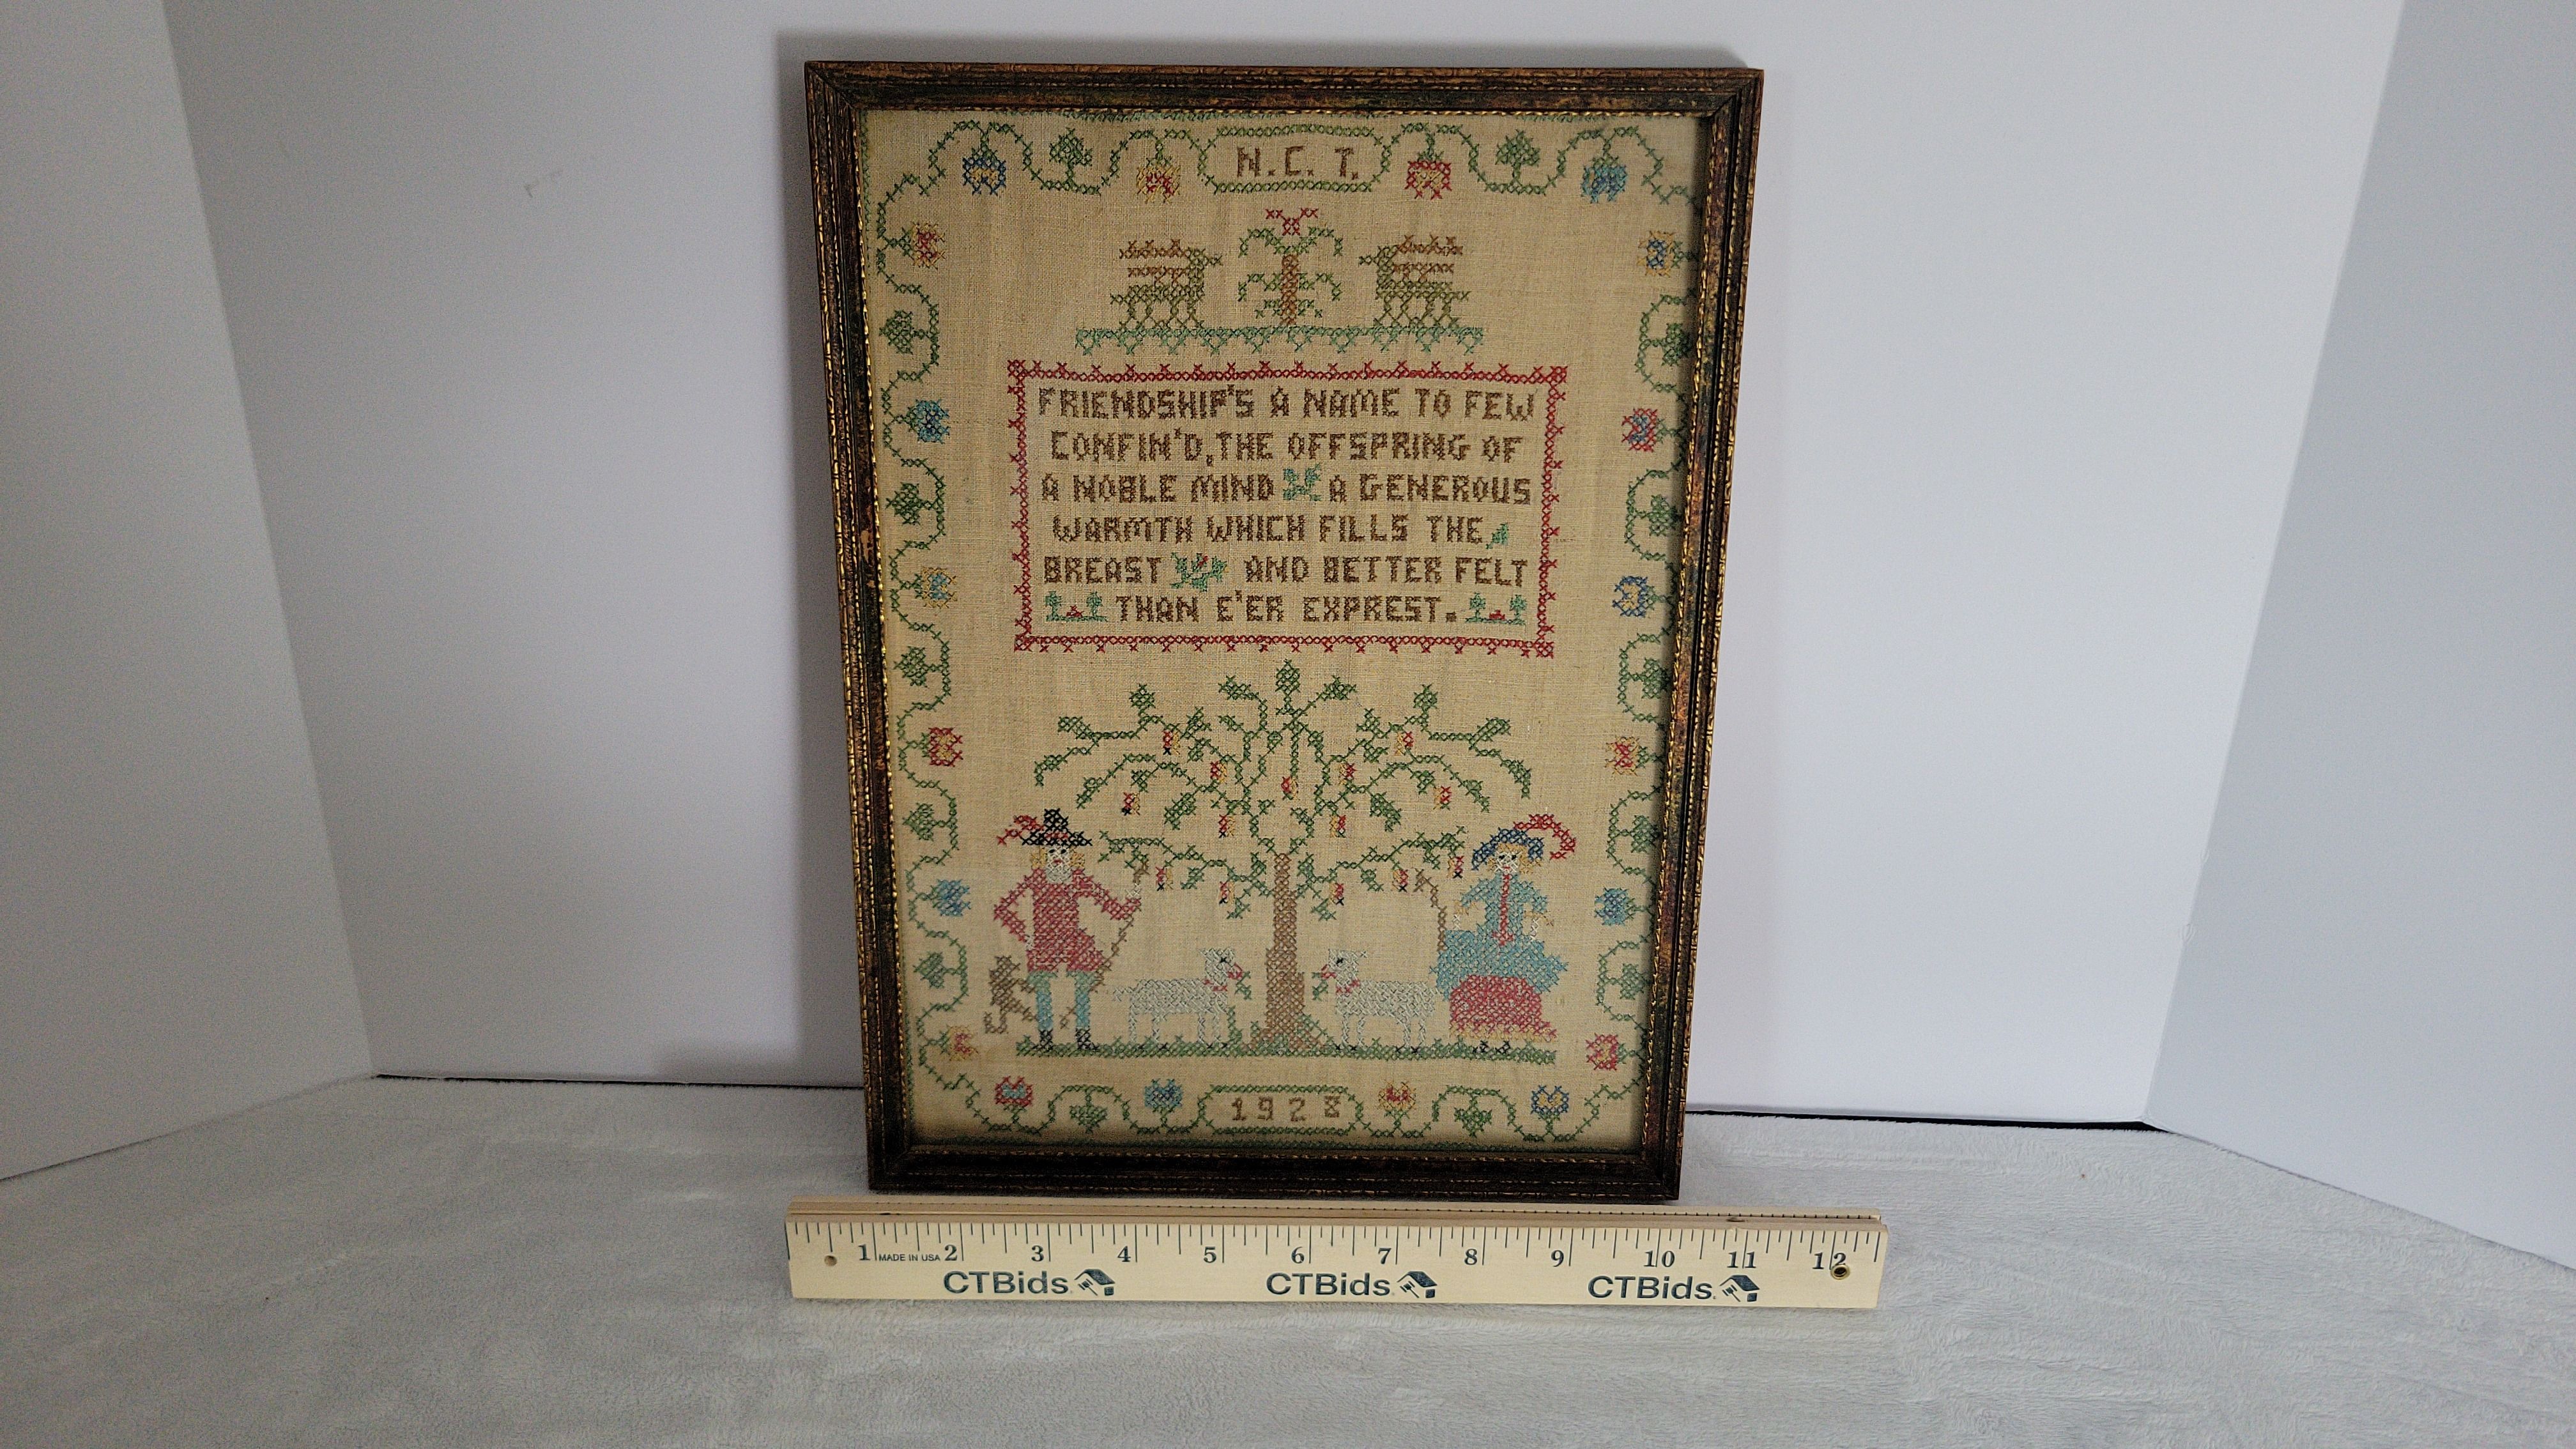 N. C. T.
FRIENDSHIP'S A NAME TO FEW
CONFIN'D, THE OFFSPRING OF
A NOBLE MIND A GENEROUS
WARMTH WHICH FILLS THE
BREAST AND BETTER FELT
THAN E'ER EXPREST.
1928
1 MADE IN USA 2 3 4 5 6 7 8 9 10 11 12
CTBids CTBids CTBids